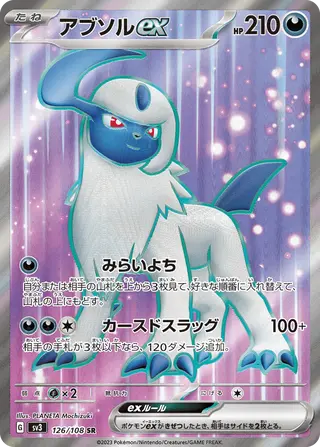 たね アブソルex HP210
みらいよち
自分または相手の山札を上から3枚見て、好きな順番に入れ替えて、
山札の上にもどす。
カースドスラッグ 100+
相手の手札が3枚以下なら、120ダメージ追加。
弱点 ×2 抵抗力 にげる
exルール
ポケモンexがきぜつしたとき、相手はサイドを2枚とる。
Illus. PLANETA Mochizuki
G sv3 126/108 SR
©2023 Pokémon/Nintendo/Creatures/GAME FREAK.